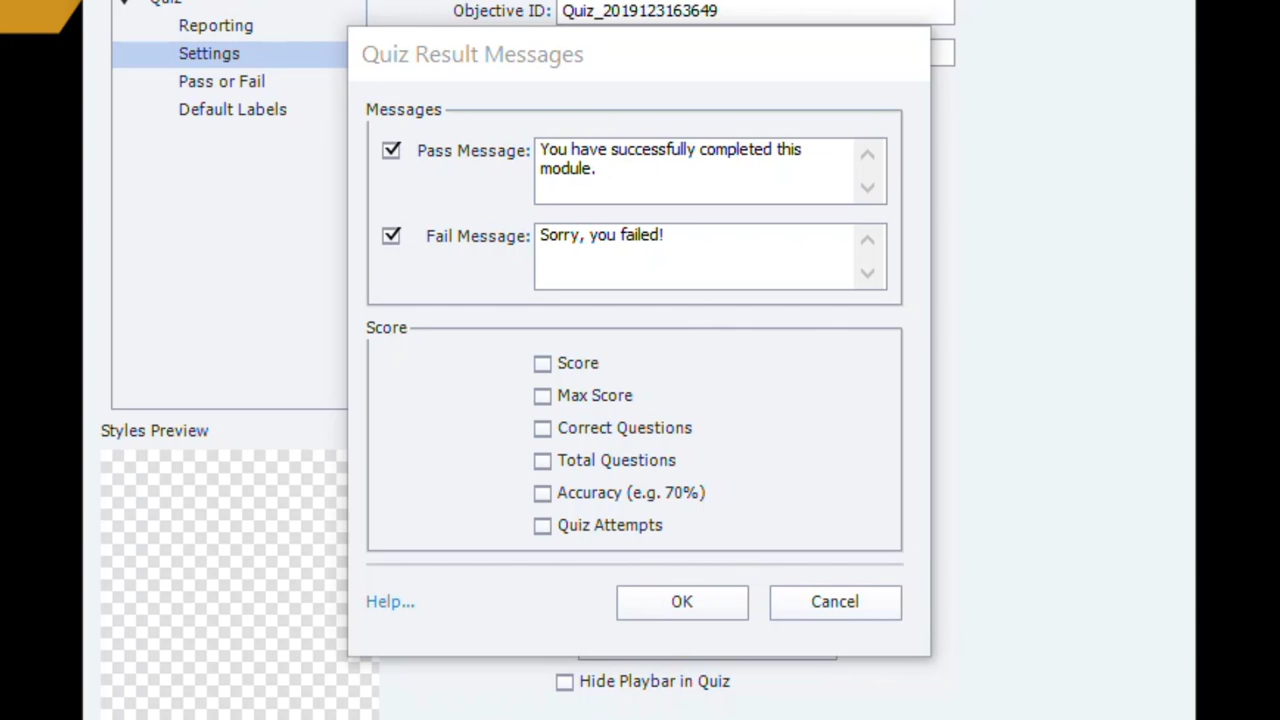 Quiz
Objective ID: Quiz_2019123163649
Reporting
Settings
Pass or Fail
Default Labels
Quiz Result Messages
Messages
Pass Message: You have successfully completed this
module.
Fail Message: Sorry, you failed!
Score
Score
Max Score
Correct Questions
Total Questions
Accuracy (e.g. 70%)
Quiz Attempts
Styles Preview
Help...
OK
Cancel
Hide Playbar in Quiz